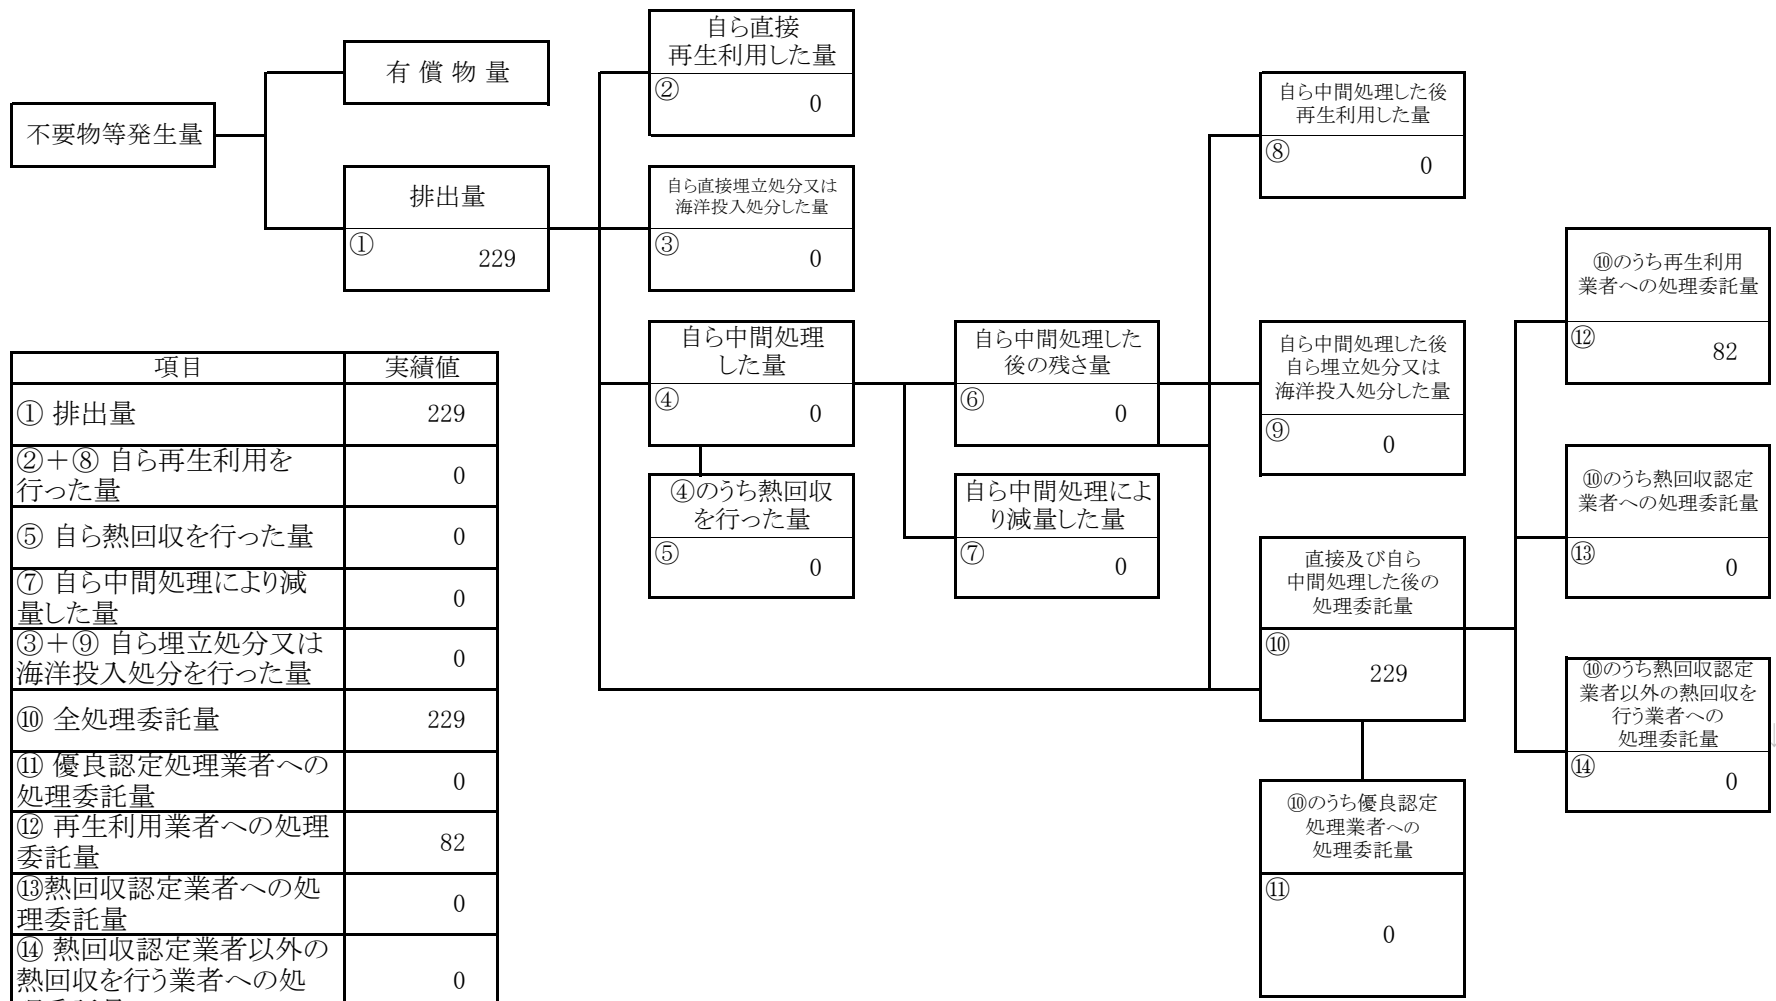 不要物等発生量
有 償 物 量
排出量
①
229
自ら直接
再生利用した量
②
0
自ら直接埋立処分又は
海洋投入処分した量
③
0
自ら中間処理
した量
④
0
④のうち熱回収
を行った量
⑤
0
自ら中間処理した
後の残さ量
⑥
0
自ら中間処理によ
り減量した量
⑦
0
自ら中間処理した後
再生利用した量
⑧
0
自ら中間処理した後
自ら埋立処分又は
海洋投入処分した量
⑨
0
直接及び自ら
中間処理した後の
処理委託量
⑩
229
⑩のうち優良認定
処理業者への
処理委託量
⑪
0
⑩のうち再生利用
業者への処理委託量
⑫
82
⑩のうち熱回収認定
業者への処理委託量
⑬
0
⑩のうち熱回収認定
業者以外の熱回収を
行う業者への
処理委託量
⑭
0
項目 実績値
① 排出量 229
②＋⑧ 自ら再生利用を
行った量 0
⑤ 自ら熱回収を行った量 0
⑦ 自ら中間処理により減
量した量 0
③＋⑨ 自ら埋立処分又は
海洋投入処分を行った量 0
⑩ 全処理委託量 229
⑪ 優良認定処理業者への
処理委託量 0
⑫ 再生利用業者への処理
委託量 82
⑬熱回収認定業者への処
理委託量 0
⑭ 熱回収認定業者以外の
熱回収を行う業者への処 0